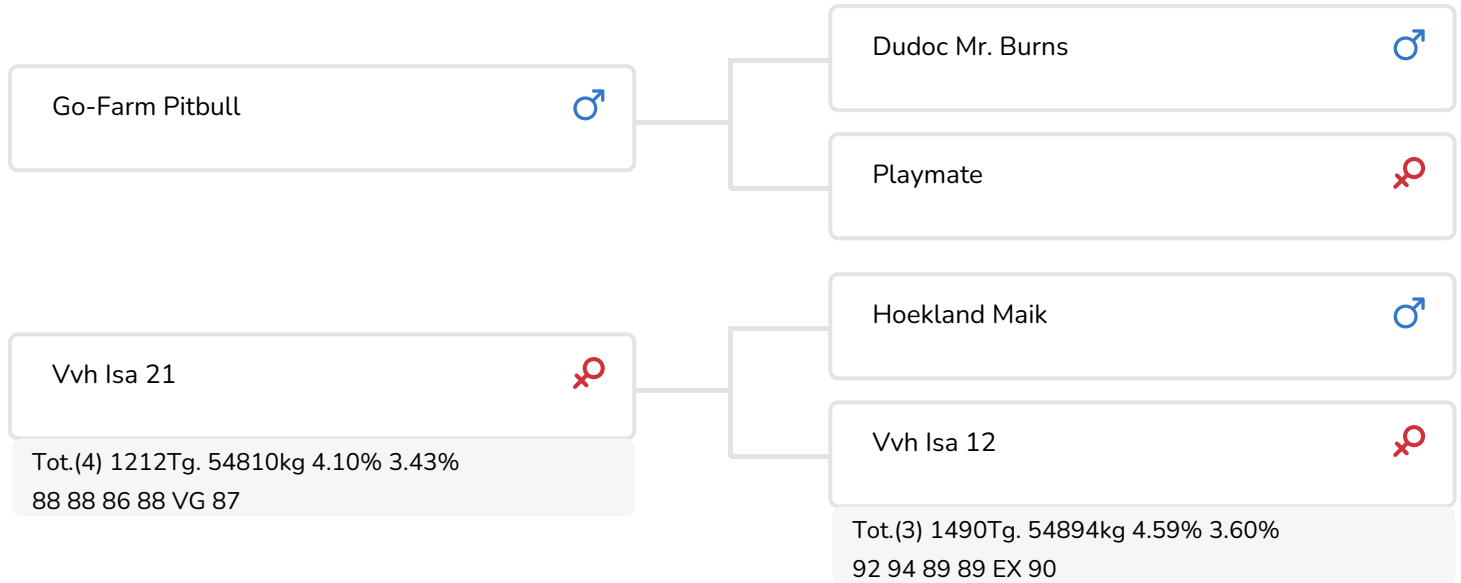 Go-Farm Pitbull
Dudoc Mr. Burns
Playmate
Vvh Isa 21
Tot.(4) 1212Tg. 54810kg 4.10% 3.43%
88 88 86 88 VG 87
Hoekland Maik
Vvh Isa 12
Tot.(3) 1490Tg. 54894kg 4.59% 3.60%
92 94 89 89 EX 90